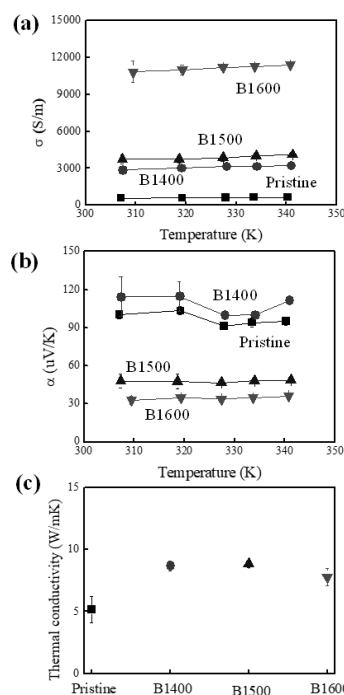 (a)
15000
12000
9000
6000
3000
0
σ (S/m)
B1600
B1500
B1400
Pristine
300 310 320 330 340 350
Temperature (K)
(b)
150
120
90
60
30
0
α (uV/K)
B1400
Pristine
B1500
B1600
300 310 320 330 340 350
Temperature (K)
(c)
15
10
5
0
Thermal conductivity (W/mK)
Pristine B1400 B1500 B1600